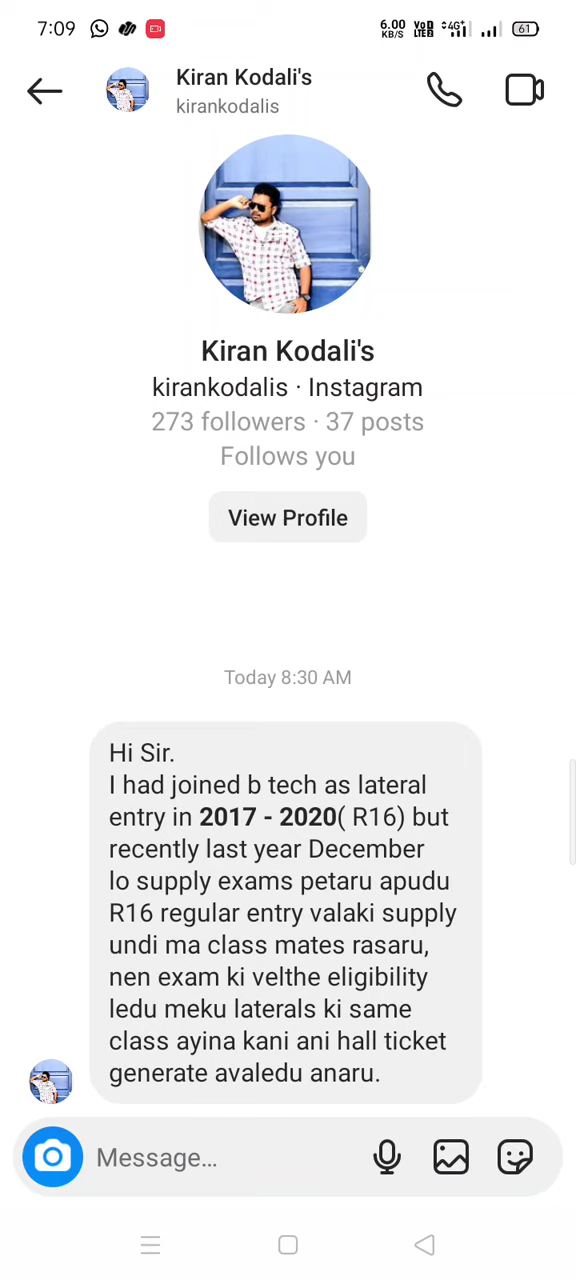 7:09
6.00 KB/S VoD LTE2 4G+ 61
Kiran Kodali's
kirankodalis
Kiran Kodali's
kirankodalis · Instagram
273 followers · 37 posts
Follows you
View Profile
Today 8:30 AM
Hi Sir.
I had joined b tech as lateral
entry in 2017 - 2020( R16) but
recently last year December
lo supply exams petaru apudu
R16 regular entry valaki supply
undi ma class mates rasaru,
nen exam ki velthe eligibility
ledu meku laterals ki same
class ayina kani ani hall ticket
generate avaledu anaru.
Message...